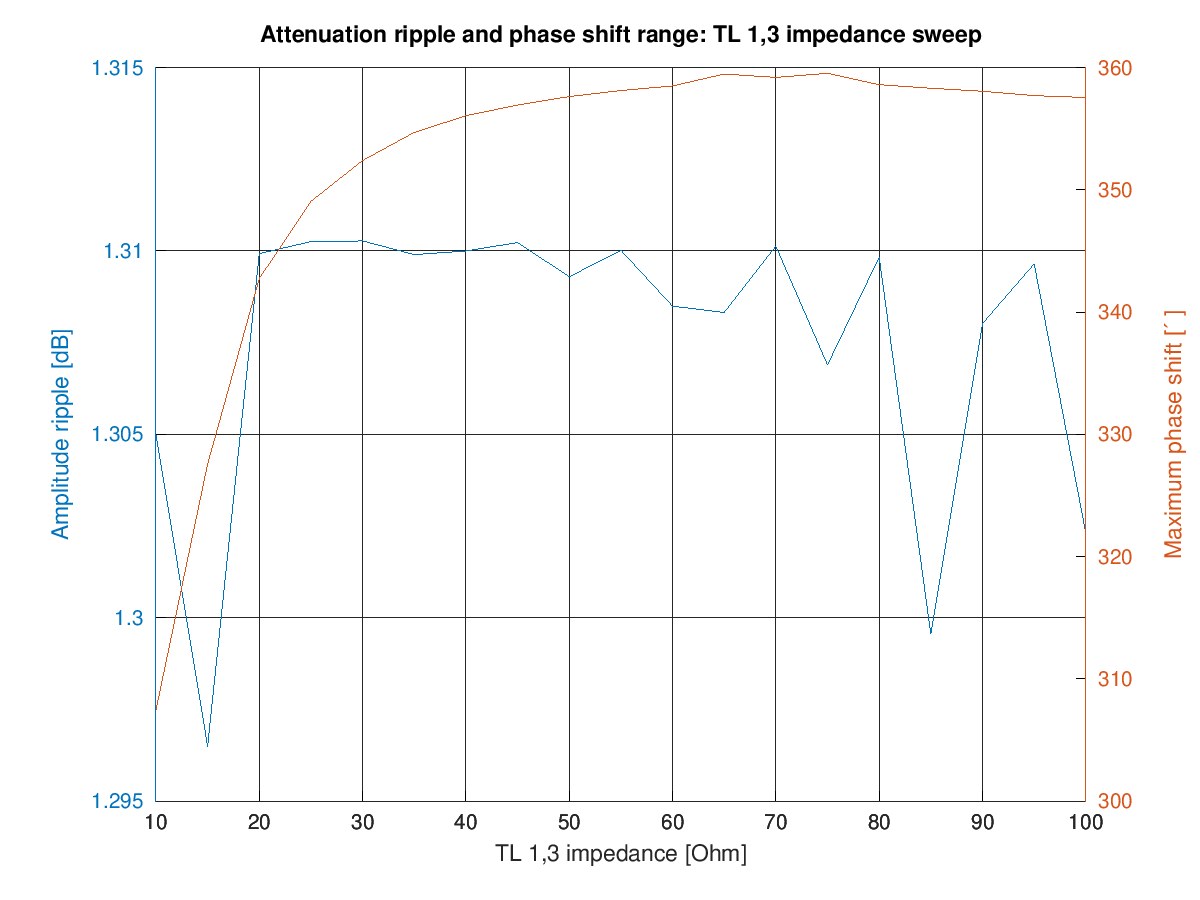 Attenuation ripple and phase shift range: TL 1,3 impedance sweep
1.315
1.31
1.305
1.3
1.295
Amplitude ripple [dB]
360
350
340
330
320
310
300
Maximum phase shift [´ ]
10 20 30 40 50 60 70 80 90 100
TL 1,3 impedance [Ohm]